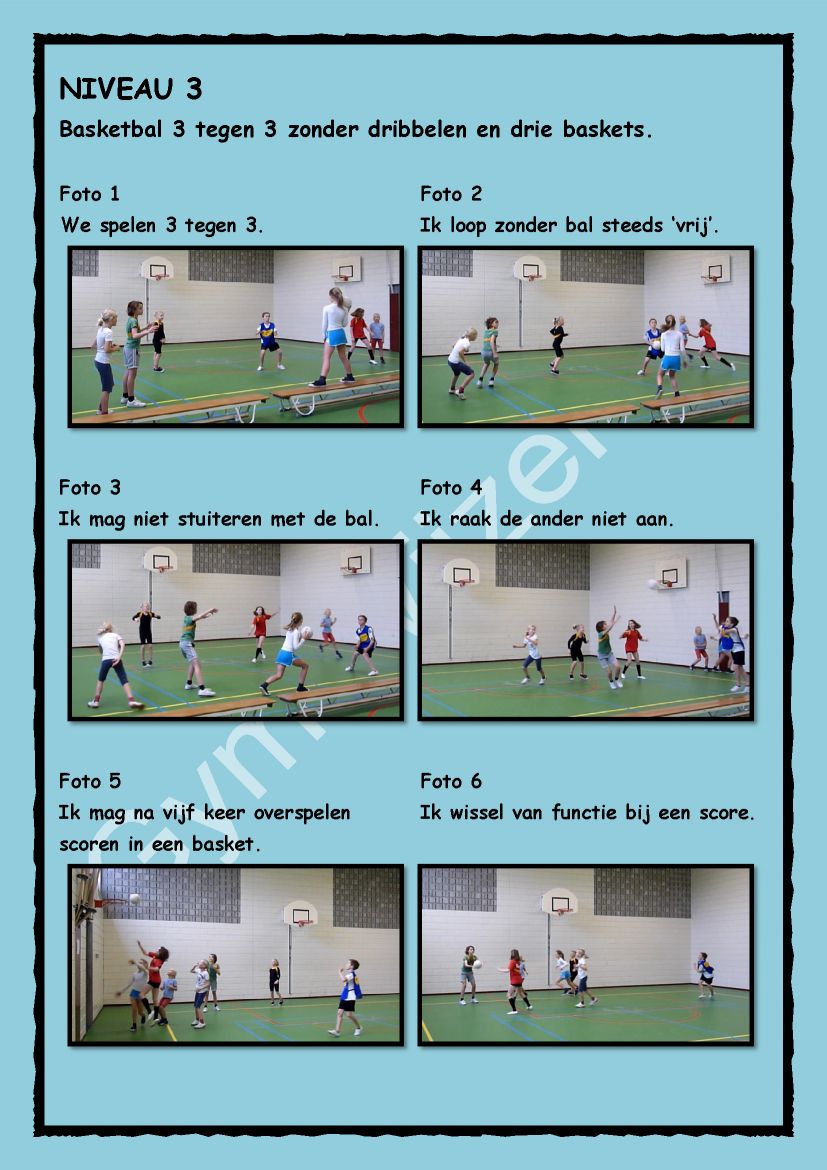 NIVEAU 3
Basketbal 3 tegen 3 zonder dribbelen en drie baskets.
Foto 1
We spelen 3 tegen 3.
Foto 2
Ik loop zonder bal steeds ‘vrij’.
Foto 3
Ik mag niet stuiteren met de bal.
Foto 4
Ik raak de ander niet aan.
Foto 5
Ik mag na vijf keer overspelen
scoren in een basket.
Foto 6
Ik wissel van functie bij een score.